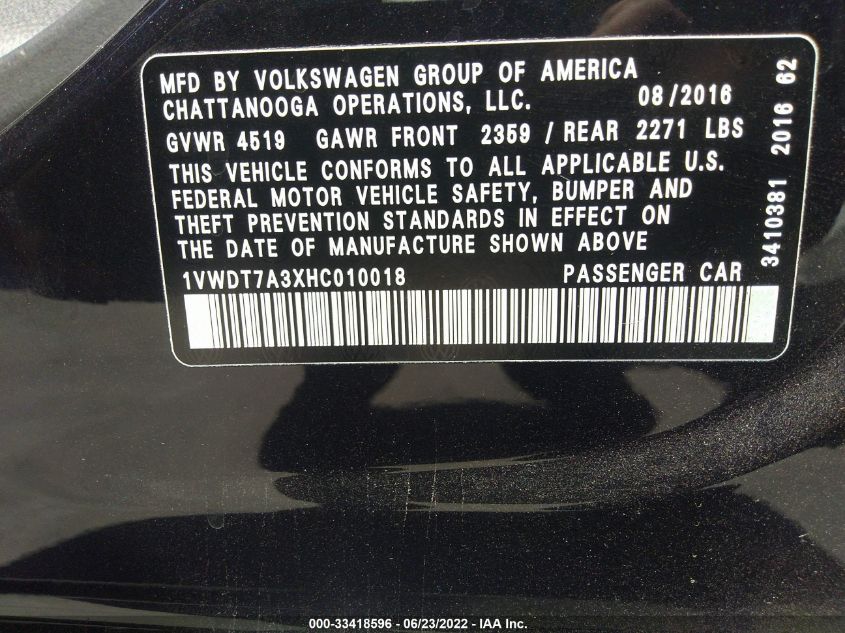 MFD BY VOLKSWAGEN GROUP OF AMERICA
CHATTANOOGA OPERATIONS, LLC. 08/2016
GVWR 4519 GAWR FRONT 2359 / REAR 2271 LBS
THIS VEHICLE CONFORMS TO ALL APPLICABLE U.S.
FEDERAL MOTOR VEHICLE SAFETY, BUMPER AND
THEFT PREVENTION STANDARDS IN EFFECT ON
THE DATE OF MANUFACTURE SHOWN ABOVE
1VWDT7A3XHC010018 PASSENGER CAR
3410381 2016 62
000-33418596 - 06/23/2022 - IAA Inc.